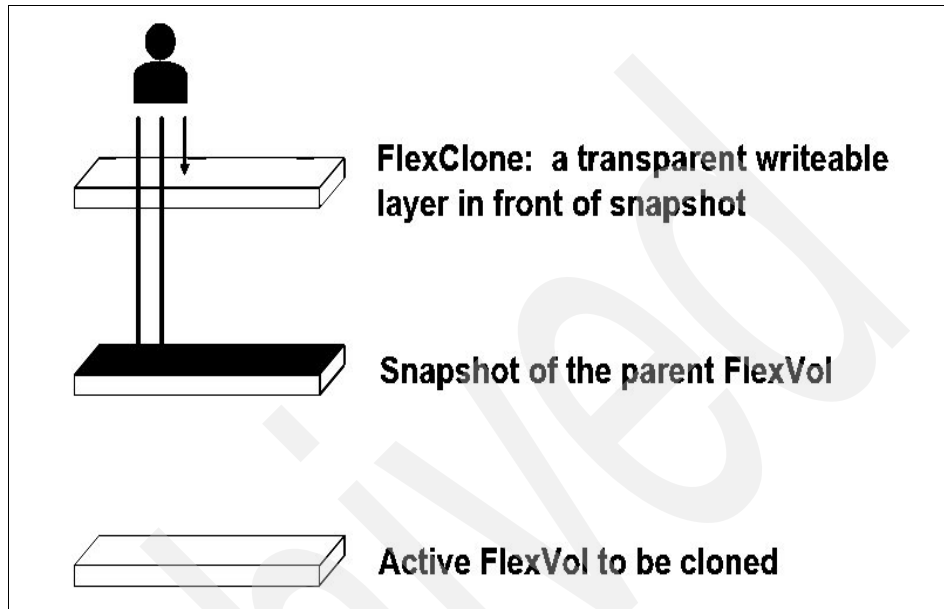 FlexClone: a transparent writeable
layer in front of snapshot
Snapshot of the parent FlexVol
Active FlexVol to be cloned